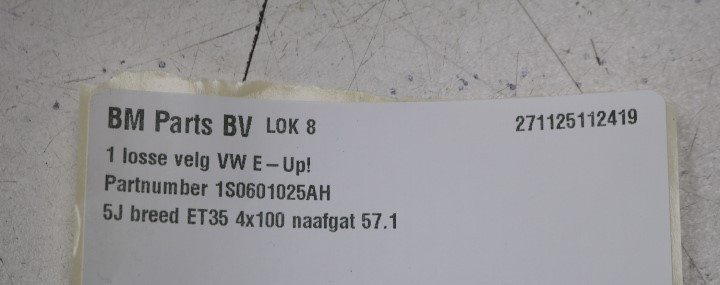 BM Parts BV LOK 8 271125112419
1 losse velg VW E-Up!
Partnumber 1S0601025AH
5J breed ET35 4x100 naafgat 57.1